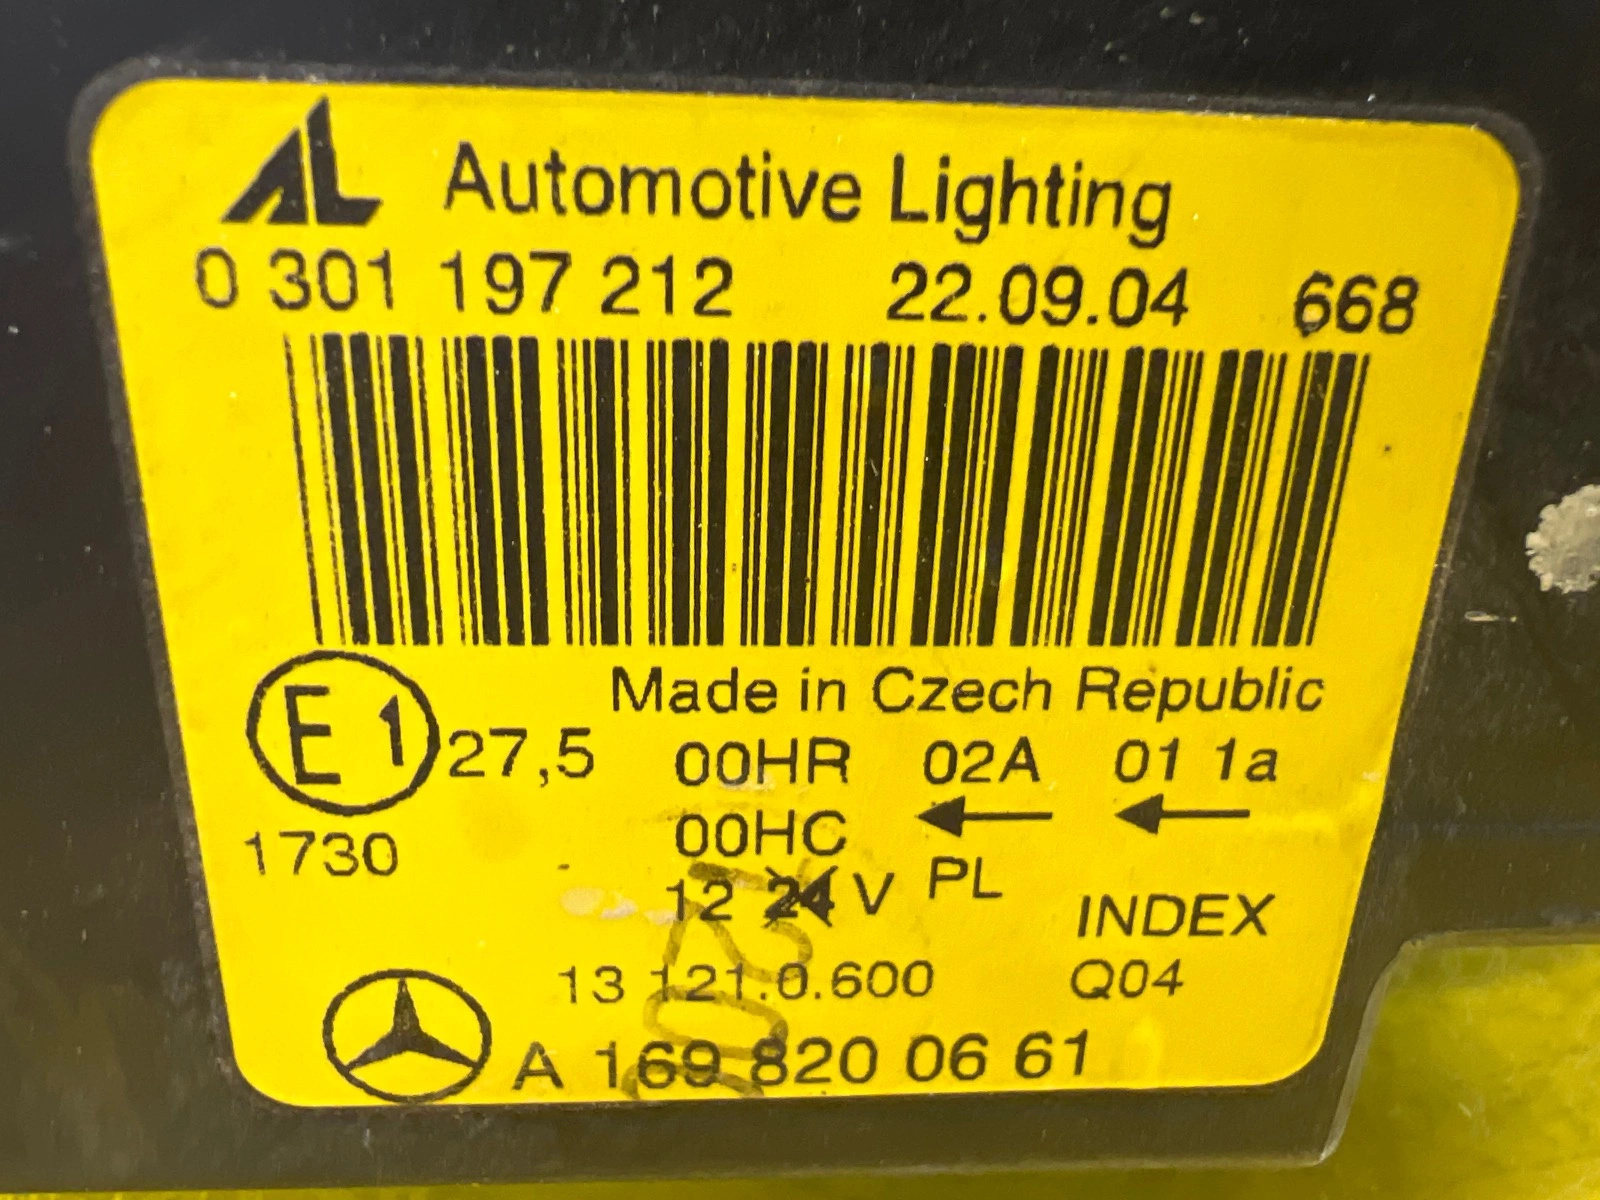 AL Automotive Lighting
0 301 197 212 22.09.04 668
Made in Czech Republic
E1 27,5 00HR 02A 01 1a
1730 00HC
12 24 V PL
INDEX
13 121.0.600 Q04
A 169 820 06 61